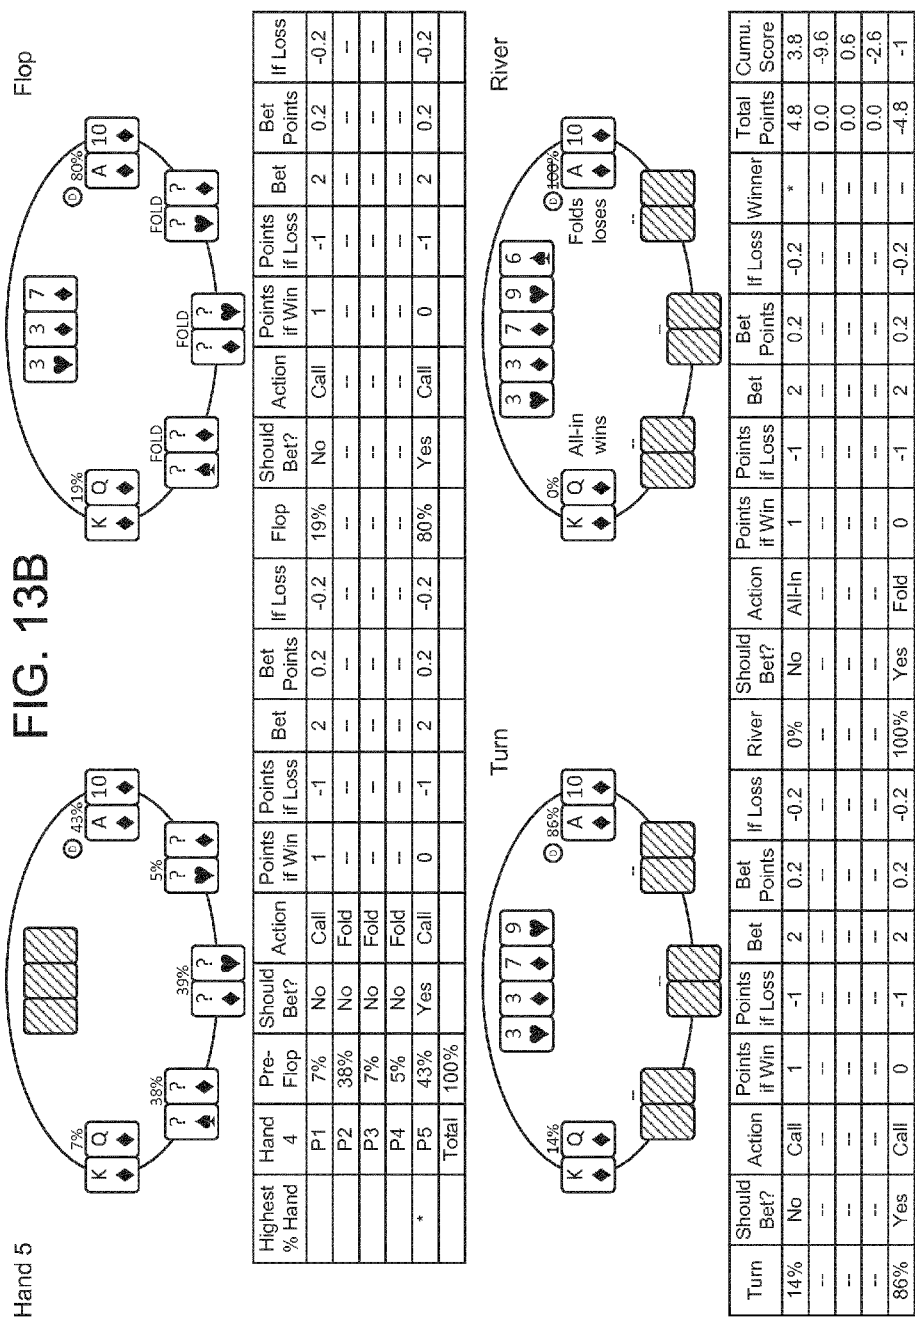 FIG. 13B
Hand 5
Flop
7%
K Q
38%
? ?
39%
? ?
5%
? ?
D 43%
A 10
3 3 7
19%
K Q
FOLD
? ?
FOLD
? ?
FOLD
? ?
D 80%
A 10
Highest % Hand | Hand 4 | Pre-Flop | Should Bet? | Action | Points if Win | Points if Loss | Bet | Bet Points | If Loss | Flop | Should Bet? | Action | Points if Win | Points if Loss | Bet | Bet Points | If Loss
P1 | 7% | No | Call | 1 | -1 | 2 | 0.2 | -0.2 | 19% | No | Call | 1 | -1 | 2 | 0.2 | -0.2
P2 | 38% | No | Fold | -- | -- | -- | -- | -- | -- | -- | -- | -- | -- | -- | -- | --
P3 | 7% | No | Fold | -- | -- | -- | -- | -- | -- | -- | -- | -- | -- | -- | -- | --
P4 | 5% | No | Fold | -- | -- | -- | -- | -- | -- | -- | -- | -- | -- | -- | -- | --
* | P5 | 43% | Yes | Call | 0 | -1 | 2 | 0.2 | -0.2 | 80% | Yes | Call | 0 | -1 | 2 | 0.2 | -0.2
Total | 100%
Turn
River
3 3 7 9
14%
K Q
--
--
--
D 86%
A 10
3 3 7 9 6
0%
K Q
All-in
wins
--
--
--
Folds
loses
D 100%
A 10
Turn | Should Bet? | Action | Points if Win | Points if Loss | Bet | Bet Points | If Loss | River | Should Bet? | Action | Points if Win | Points if Loss | Bet | Bet Points | If Loss | Winner | Total Points | Cumu. Score
14% | No | Call | 1 | -1 | 2 | 0.2 | -0.2 | 0% | No | All-In | 1 | -1 | 2 | 0.2 | -0.2 | * | 4.8 | 3.8
-- | -- | -- | -- | -- | -- | -- | -- | -- | -- | -- | -- | -- | -- | -- | -- | -- | 0.0 | -9.6
-- | -- | -- | -- | -- | -- | -- | -- | -- | -- | -- | -- | -- | -- | -- | -- | -- | 0.0 | 0.6
-- | -- | -- | -- | -- | -- | -- | -- | -- | -- | -- | -- | -- | -- | -- | -- | -- | 0.0 | -2.6
86% | Yes | Call | 0 | -1 | 2 | 0.2 | -0.2 | 100% | Yes | Fold | 0 | -1 | 2 | 0.2 | -0.2 | -- | -4.8 | -1